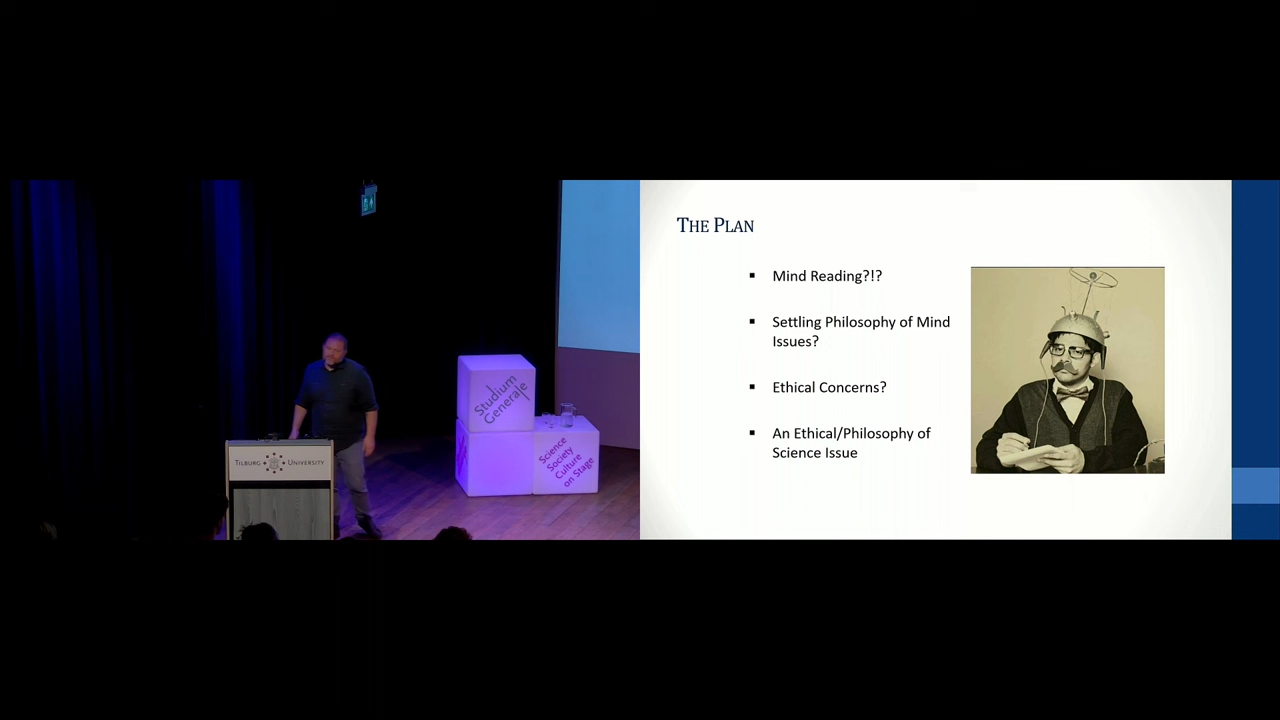 Studium
Generale
Science
Society
Culture
on Stage
TILBURG UNIVERSITY
THE PLAN
▪ Mind Reading?!?
▪ Settling Philosophy of Mind
Issues?
▪ Ethical Concerns?
▪ An Ethical/Philosophy of
Science Issue